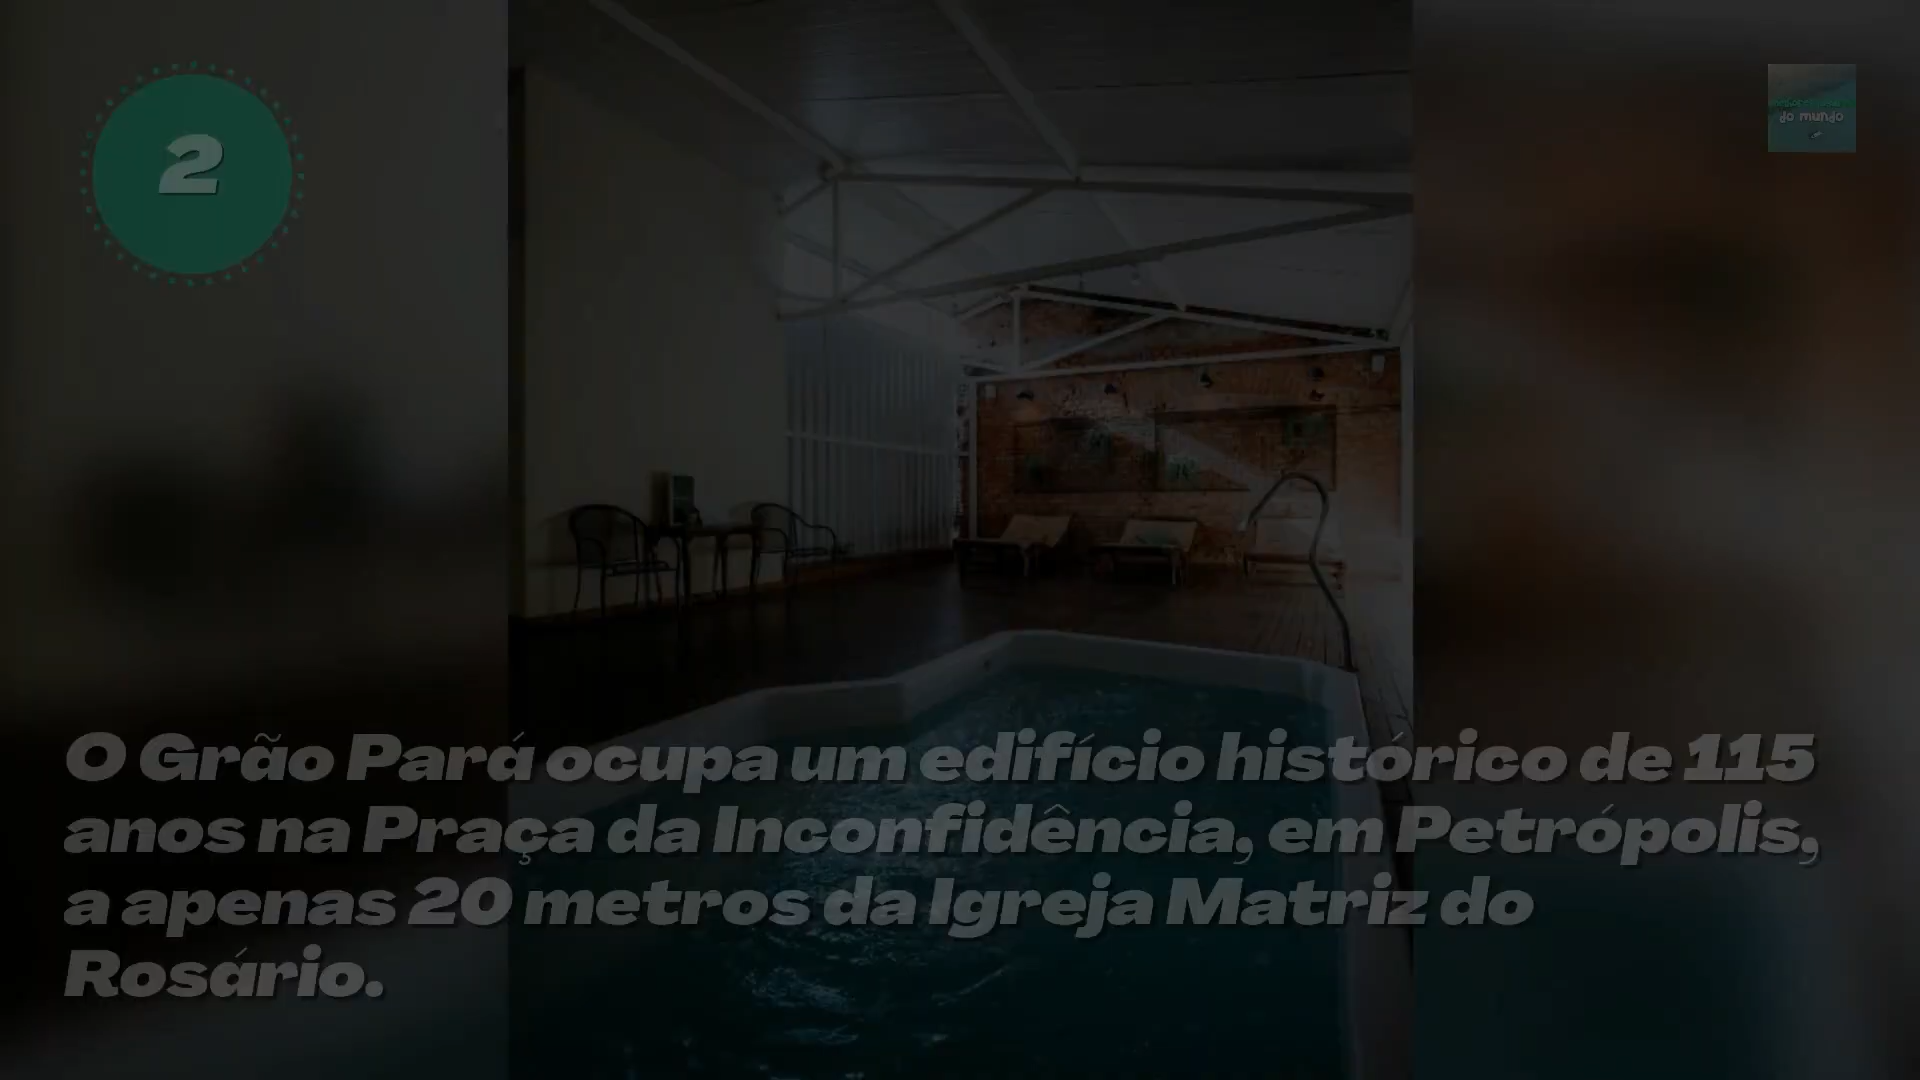 2
do mundo
O Grão Pará ocupa um edifício histórico de 115
anos na Praça da Inconfidência, em Petrópolis,
a apenas 20 metros da Igreja Matriz do
Rosário.